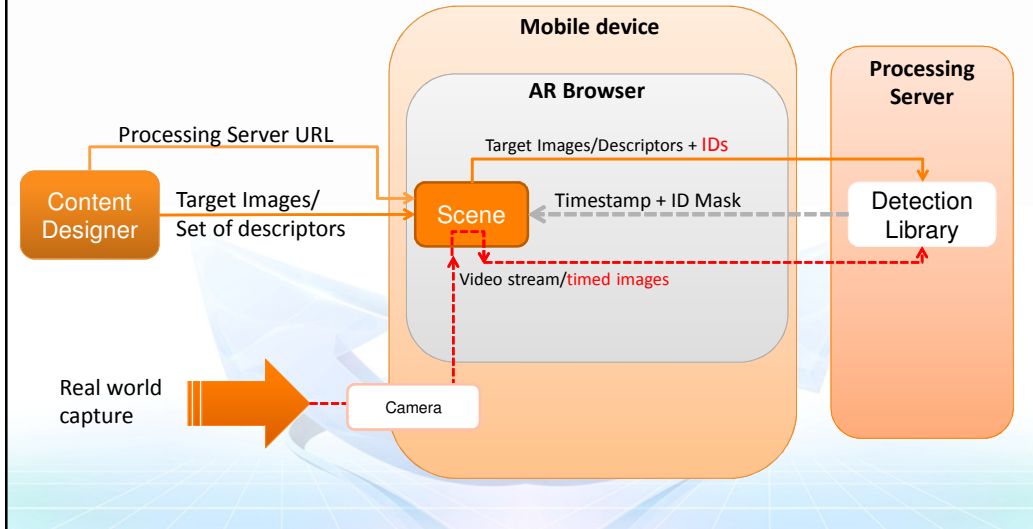 Mobile device
Processing
Server
AR Browser
Processing Server URL
Target Images/Descriptors + IDs
Content
Designer
Target Images/
Set of descriptors
Scene
Timestamp + ID Mask
Detection
Library
Video stream/timed images
Real world
capture
Camera